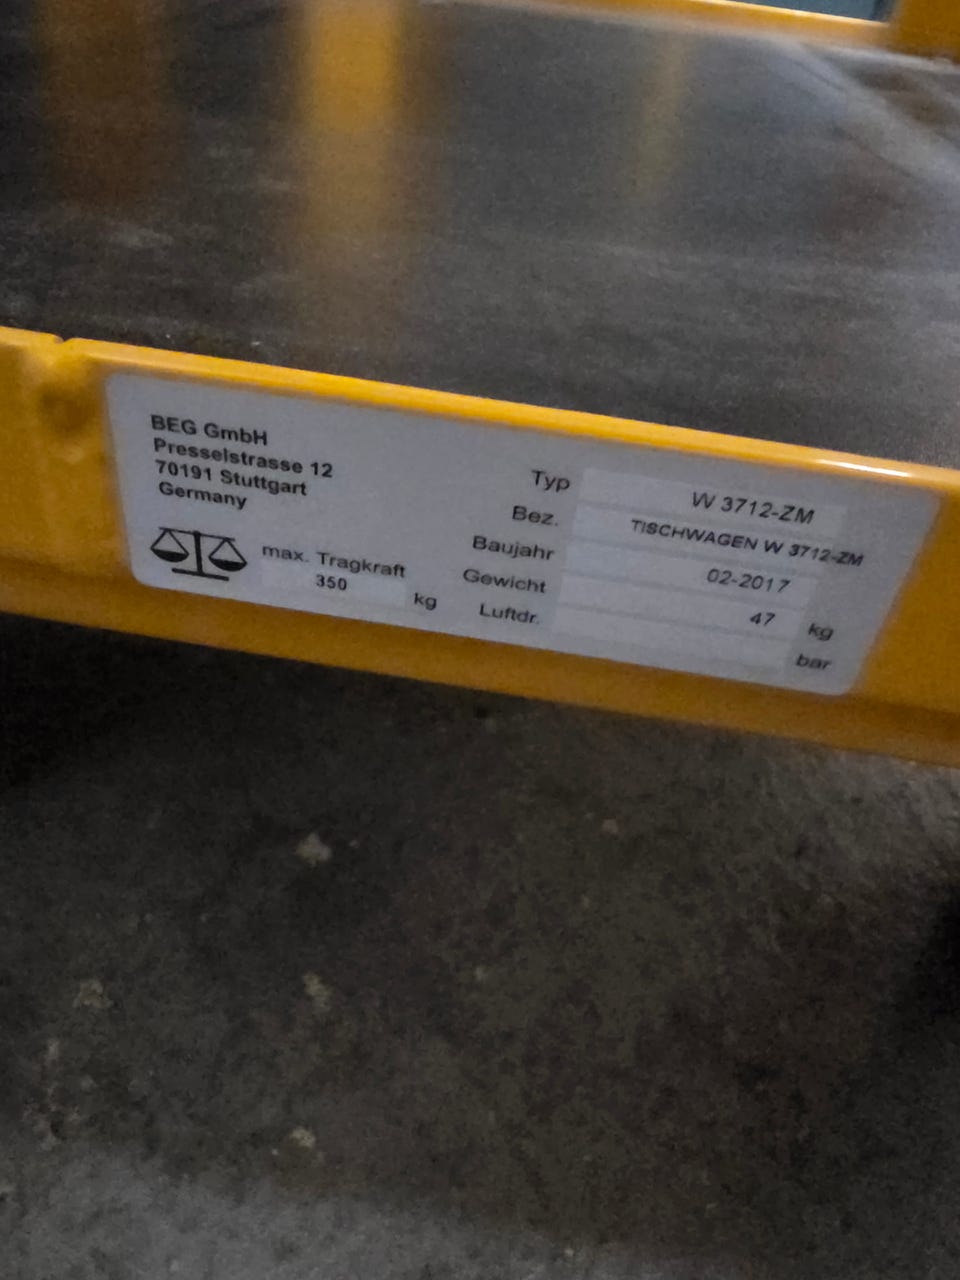 BEG GmbH
Presselstrasse 12
70191 Stuttgart
Germany
max. Tragkraft
350 kg
Typ W 3712-ZM
Bez. TISCHWAGEN W 3712-ZM
Baujahr 02-2017
Gewicht 47 kg
Luftdr. bar